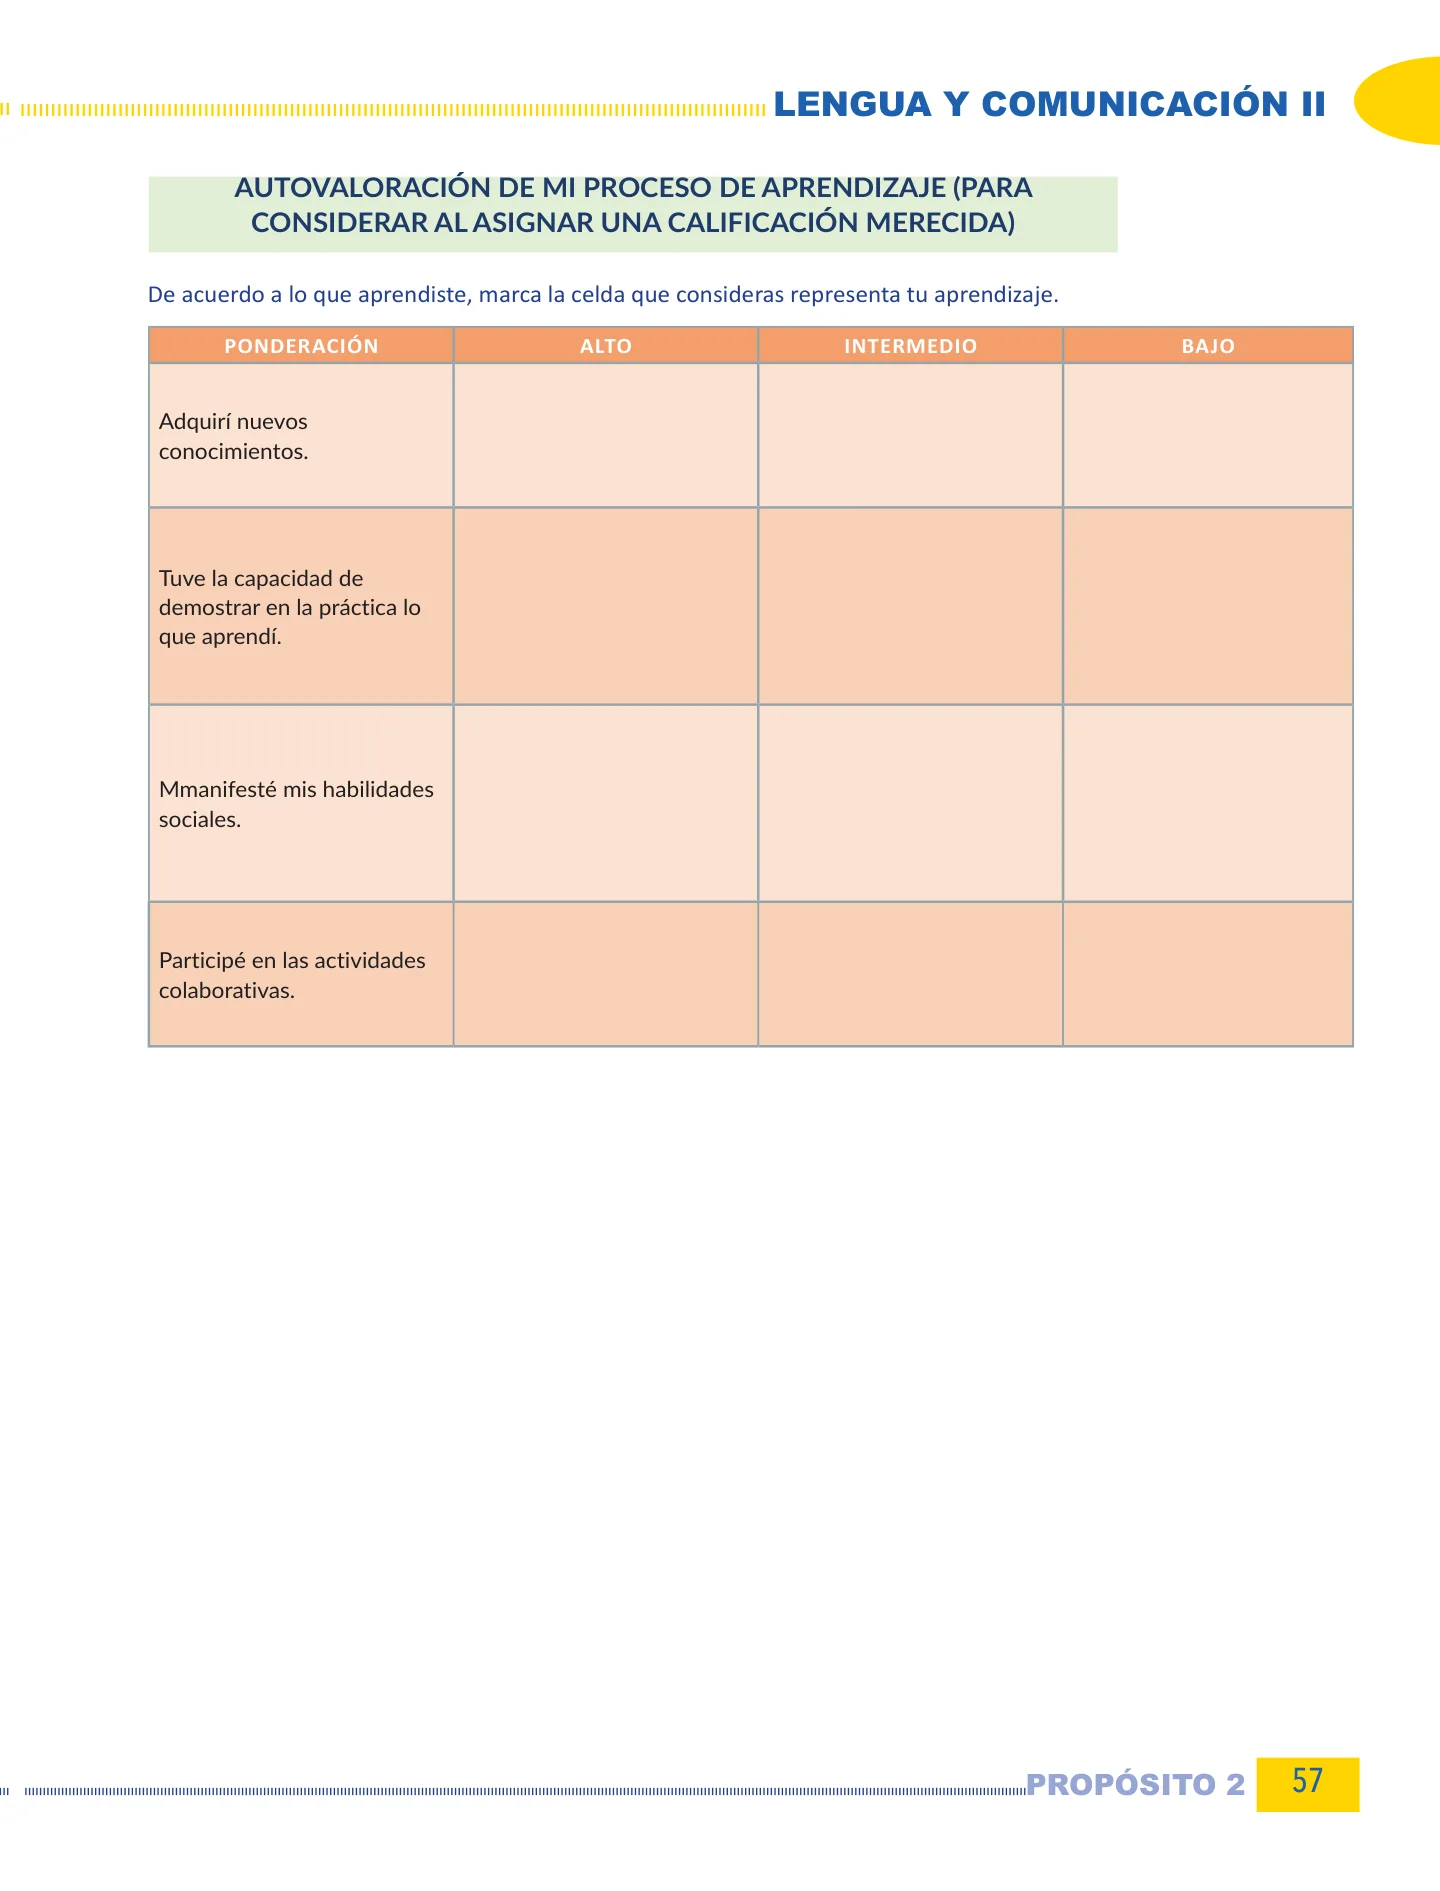 LENGUA Y COMUNICACIÓN II
AUTOVALORACIÓN DE MI PROCESO DE APRENDIZAJE (PARA
CONSIDERAR AL ASIGNAR UNA CALIFICACIÓN MERECIDA)
De acuerdo a lo que aprendiste, marca la celda que consideras representa tu aprendizaje.
PONDERACIÓN ALTO INTERMEDIO BAJO
Adquirí nuevos
conocimientos.
Tuve la capacidad de
demostrar en la práctica lo
que aprendí.
Mmanifesté mis habilidades
sociales.
Participé en las actividades
colaborativas.
PROPÓSITO 2 57